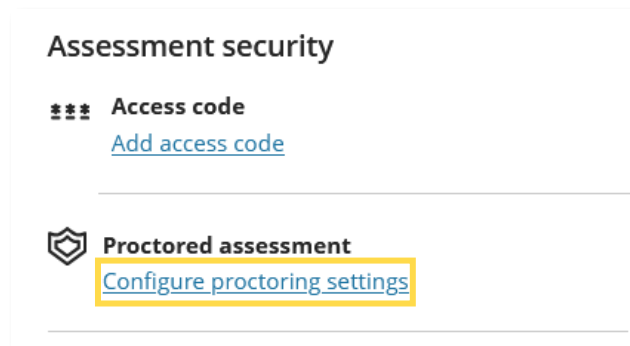 Assessment security
Access code
Add access code
Proctored assessment
Configure proctoring settings